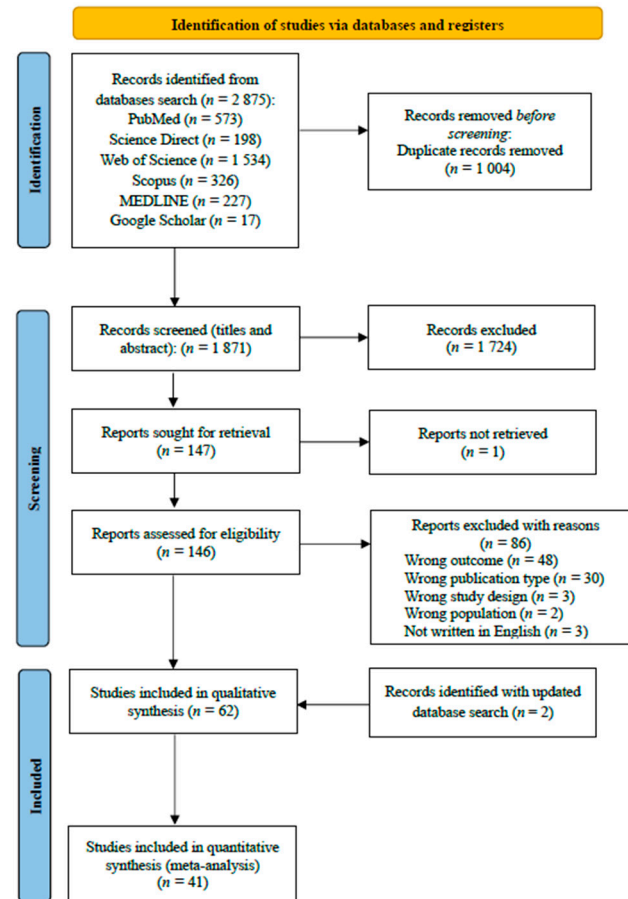 Identification of studies via databases and registers
Identification
Records identified from
databases search (n = 2 875):
PubMed (n = 573)
Science Direct (n = 198)
Web of Science (n = 1 534)
Scopus (n = 326)
MEDLINE (n = 227)
Google Scholar (n = 17)
Records removed before
screening:
Duplicate records removed
(n = 1 004)
Screening
Records screened (titles and
abstract): (n = 1 871)
Records excluded
(n = 1 724)
Reports sought for retrieval
(n = 147)
Reports not retrieved
(n = 1)
Reports assessed for eligibility
(n = 146)
Reports excluded with reasons
(n = 86)
Wrong outcome (n = 48)
Wrong publication type (n = 30)
Wrong study design (n = 3)
Wrong population (n = 2)
Not written in English (n = 3)
Included
Studies included in qualitative
synthesis (n = 62)
Records identified with updated
database search (n = 2)
Studies included in quantitative
synthesis (meta-analysis)
(n = 41)